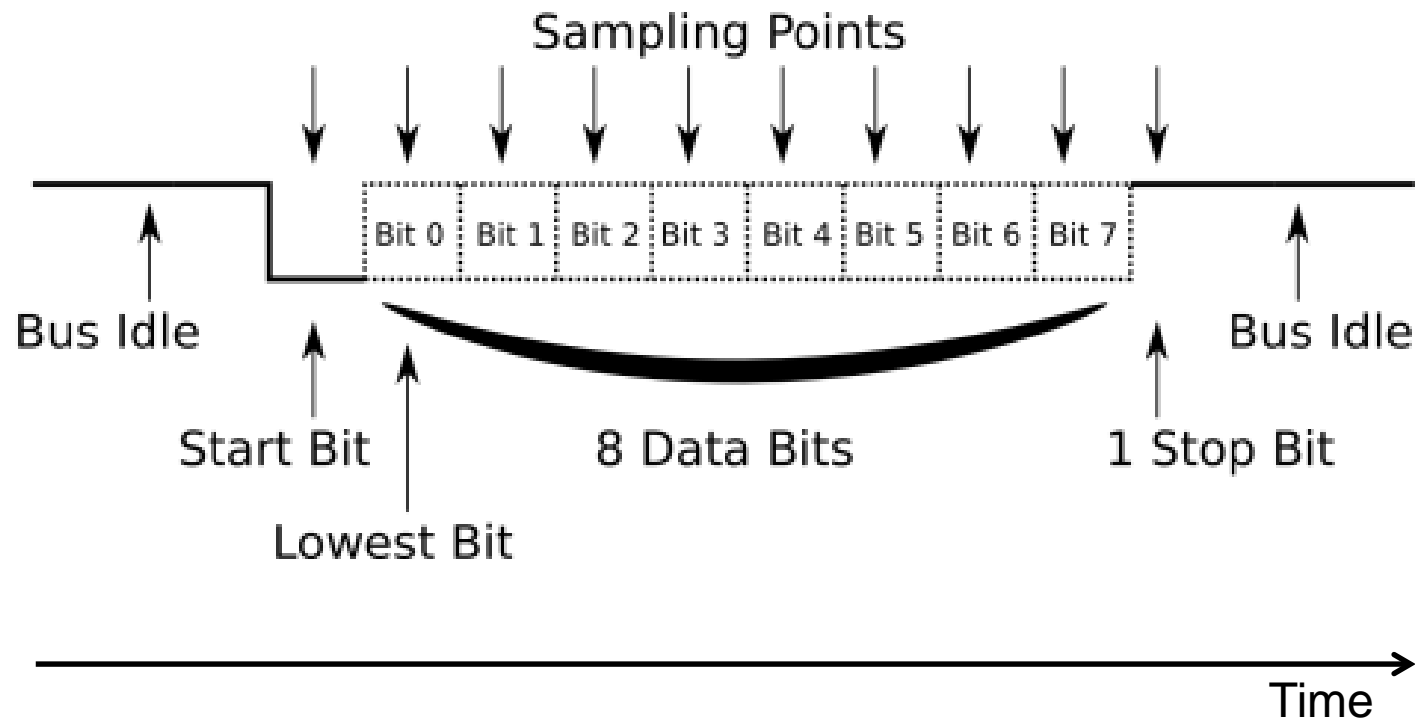 Sampling Points
Bit 0 Bit 1 Bit 2 Bit 3 Bit 4 Bit 5 Bit 6 Bit 7
Bus Idle
Bus Idle
Start Bit
8 Data Bits
1 Stop Bit
Lowest Bit
Time